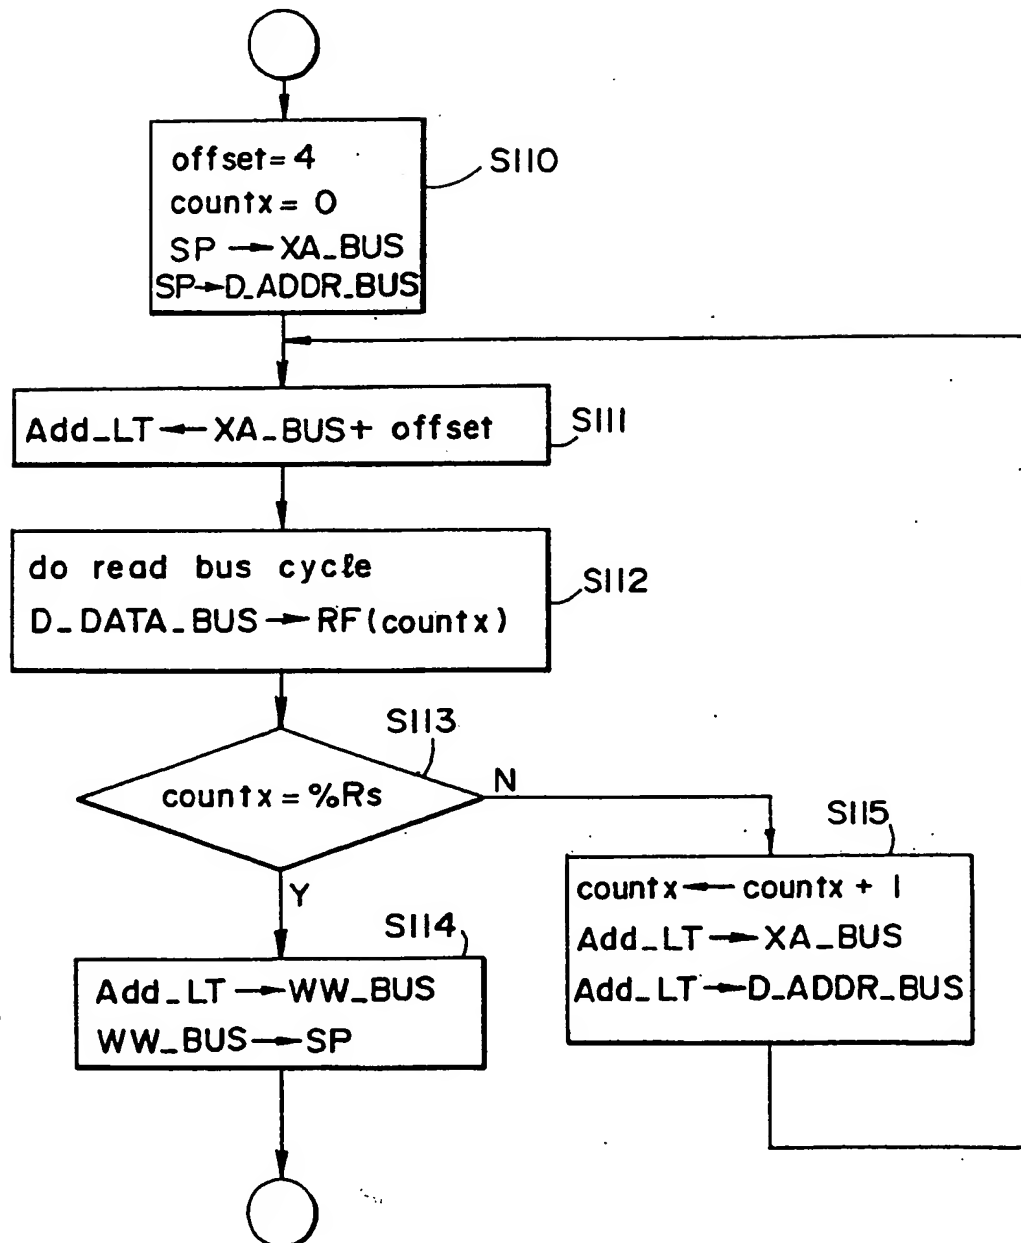 offset=4
countx=0
SP→XA_BUS
SP→D_ADDR_BUS
S110
Add_LT←XA_BUS+ offset
S111
do read bus cycle
D_DATA_BUS→RF(countx)
S112
S113
countx=%Rs
N
Y
S115
countx←countx+1
Add_LT→XA_BUS
Add_LT→D_ADDR_BUS
S114
Add_LT→WW_BUS
WW_BUS→SP